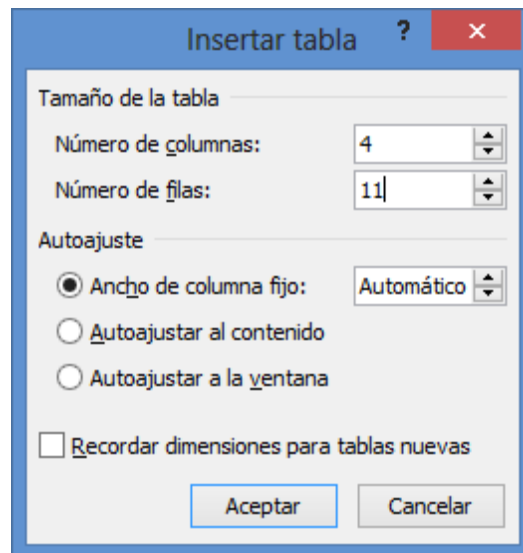 Insertar tabla ? ×
Tamaño de la tabla
Número de columnas: 4
Número de filas: 11
Autoajuste
Ancho de columna fijo: Automático
Autoajustar al contenido
Autoajustar a la ventana
Recordar dimensiones para tablas nuevas
Aceptar Cancelar